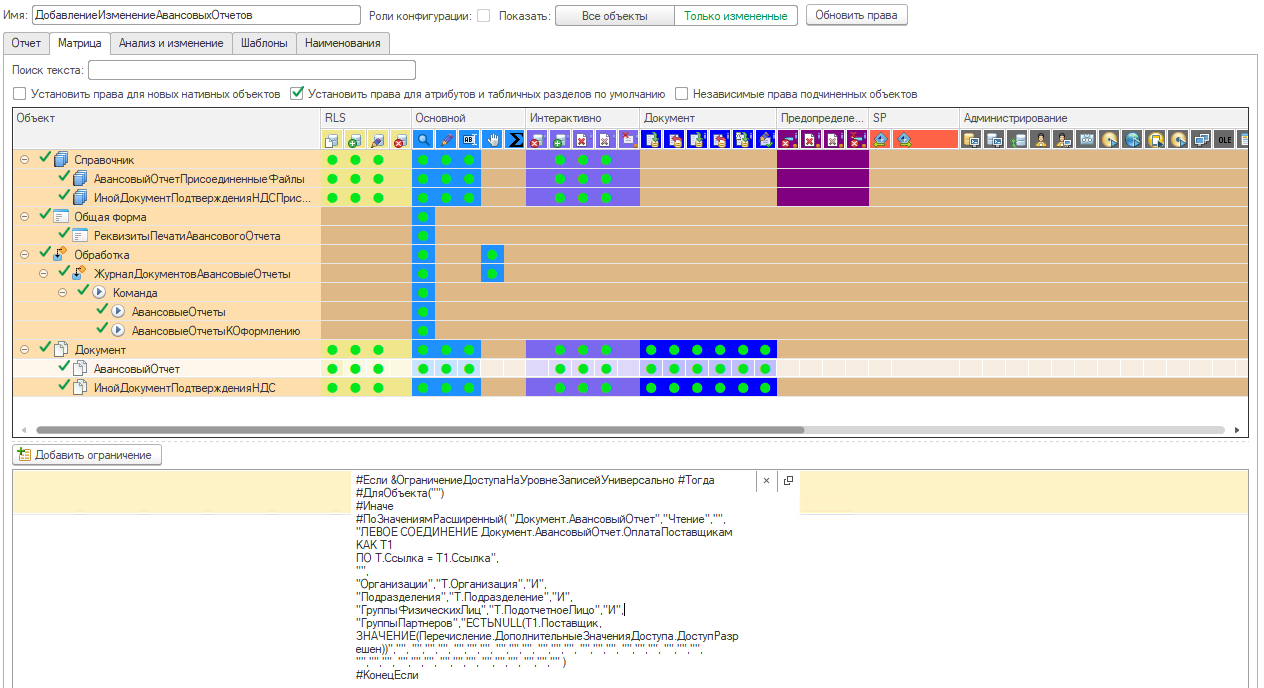 Имя: ДобавлениеИзменениеАвансовыхОтчетов Роли конфигурации: Показать: Все объекты Только измененные Обновить права
Отчет Матрица Анализ и изменение Шаблоны Наименования
Поиск текста:
Установить права для новых нативных объектов Установить права для атрибутов и табличных разделов по умолчанию Независимые права подчиненных объектов
Объект RLS Основной Интерактивно Документ Предопределе... SP Администрирование
Справочник
АвансовыйОтчетПрисоединенныеФайлы
ИнойДокументПодтвержденияНДСПрис...
Общая форма
РеквизитыПечатиАвансовогоОтчета
Обработка
ЖурналДокументовАвансовыеОтчеты
Команда
АвансовыеОтчеты
АвансовыеОтчетыКОформлению
Документ
АвансовыйОтчет
ИнойДокументПодтвержденияНДС
Добавить ограничение
#Если &ОграничениеДоступаНаУровнеЗаписейУниверсально #Тогда
#ДляОбъекта("")
#Иначе
#ПоЗначениямРасширенный( "Документ.АвансовыйОтчет","Чтение","",
"ЛЕВОЕ СОЕДИНЕНИЕ Документ.АвансовыйОтчет.ОплатаПоставщикам
КАК Т1
ПО Т.Ссылка = Т1.Ссылка",
"",
"Организации","Т.Организация","И",
"Подразделения","Т.Подразделение","И",
"ГруппыФизическихЛиц","Т.ПодотчетноеЛицо","И",
"ГруппыПартнеров","ЕСТЬNULL(Т1.Поставщик,
ЗНАЧЕНИЕ(Перечисление.ДополнительныеЗначенияДоступа.ДоступРазр
ешен))","", "","","", "","","", "","","", "","","", "","","", "","","", "","","",
"","","", "","","", "","","", "","","", "","","" )
#КонецЕсли